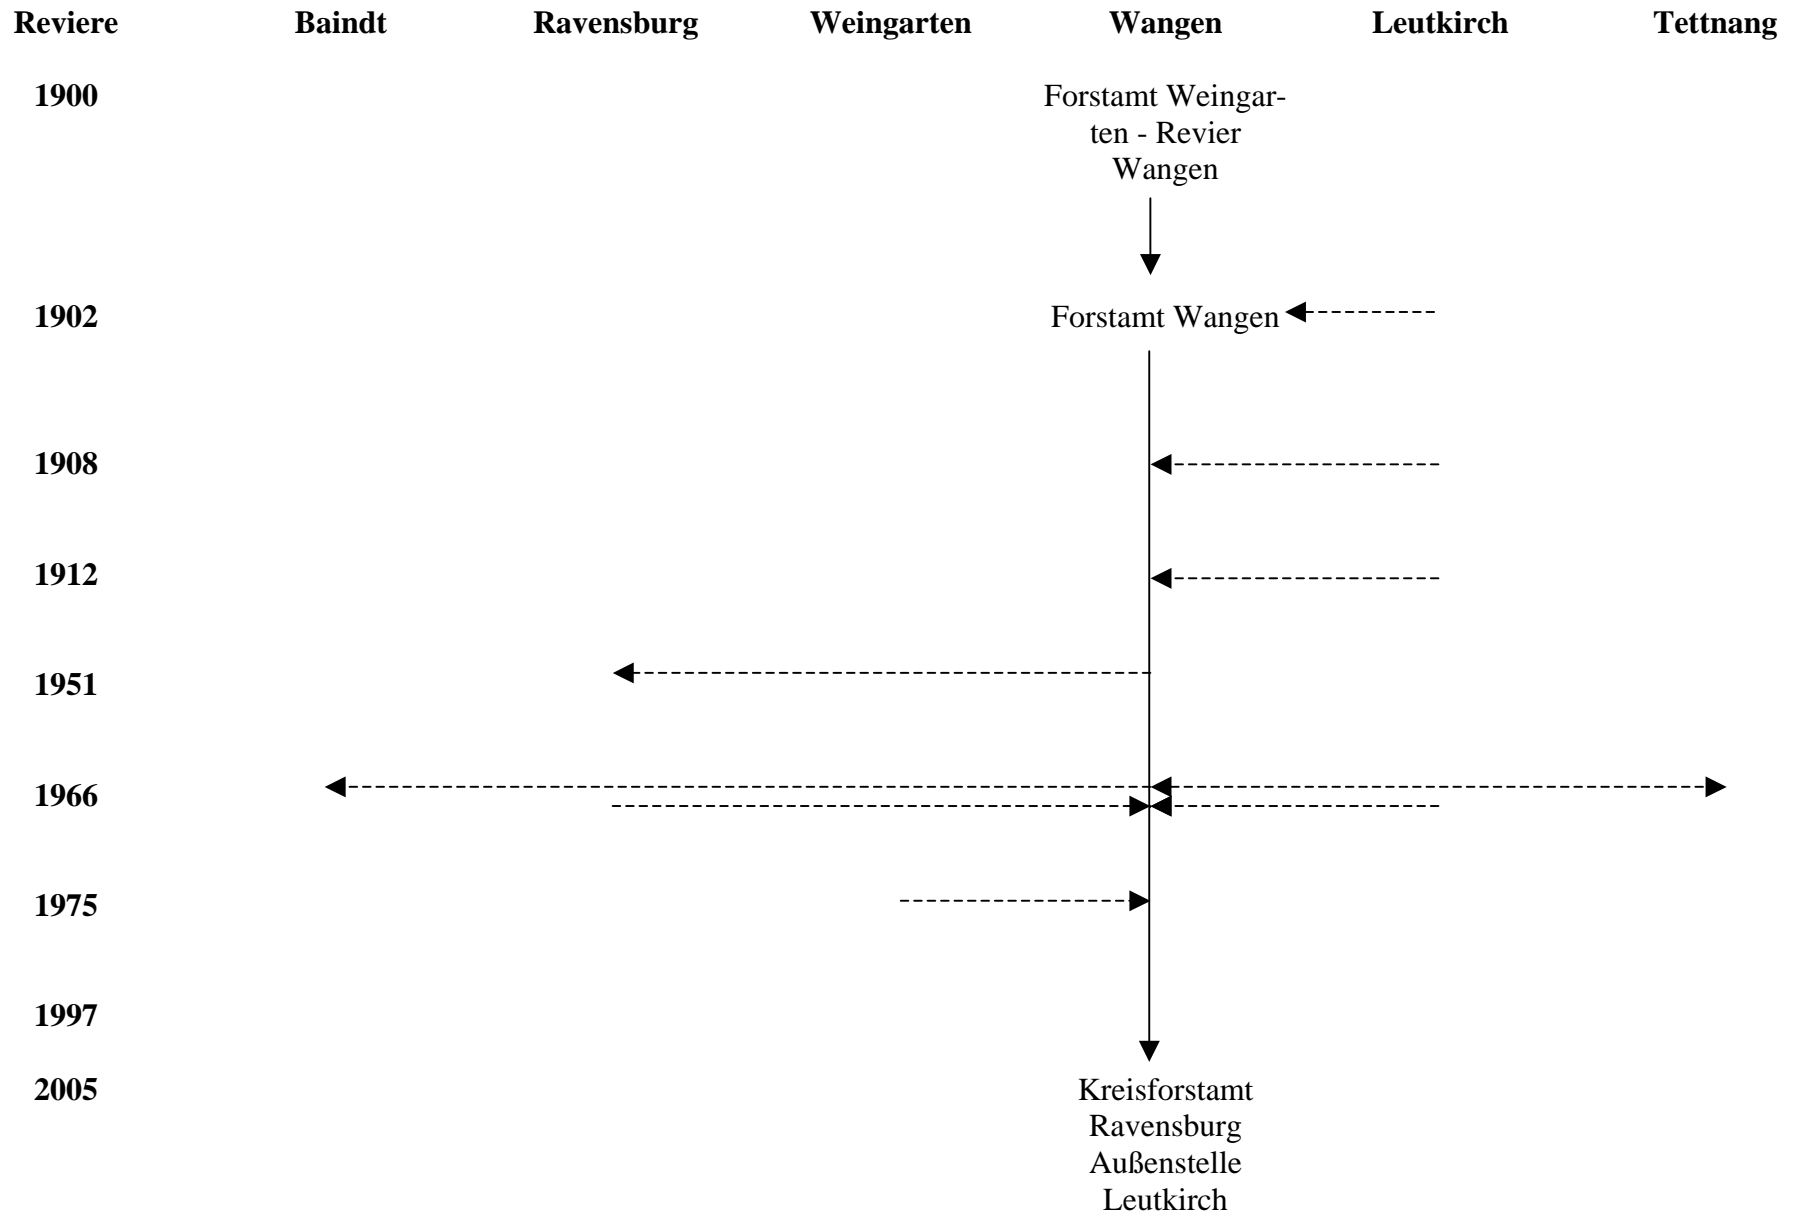 Reviere Baindt Ravensburg Weingarten Wangen Leutkirch Tettnang
1900 Forstamt Weingar-
ten - Revier
Wangen
1902 Forstamt Wangen
1908
1912
1951
1966
1975
1997
2005 Kreisforstamt
Ravensburg
Außenstelle
Leutkirch